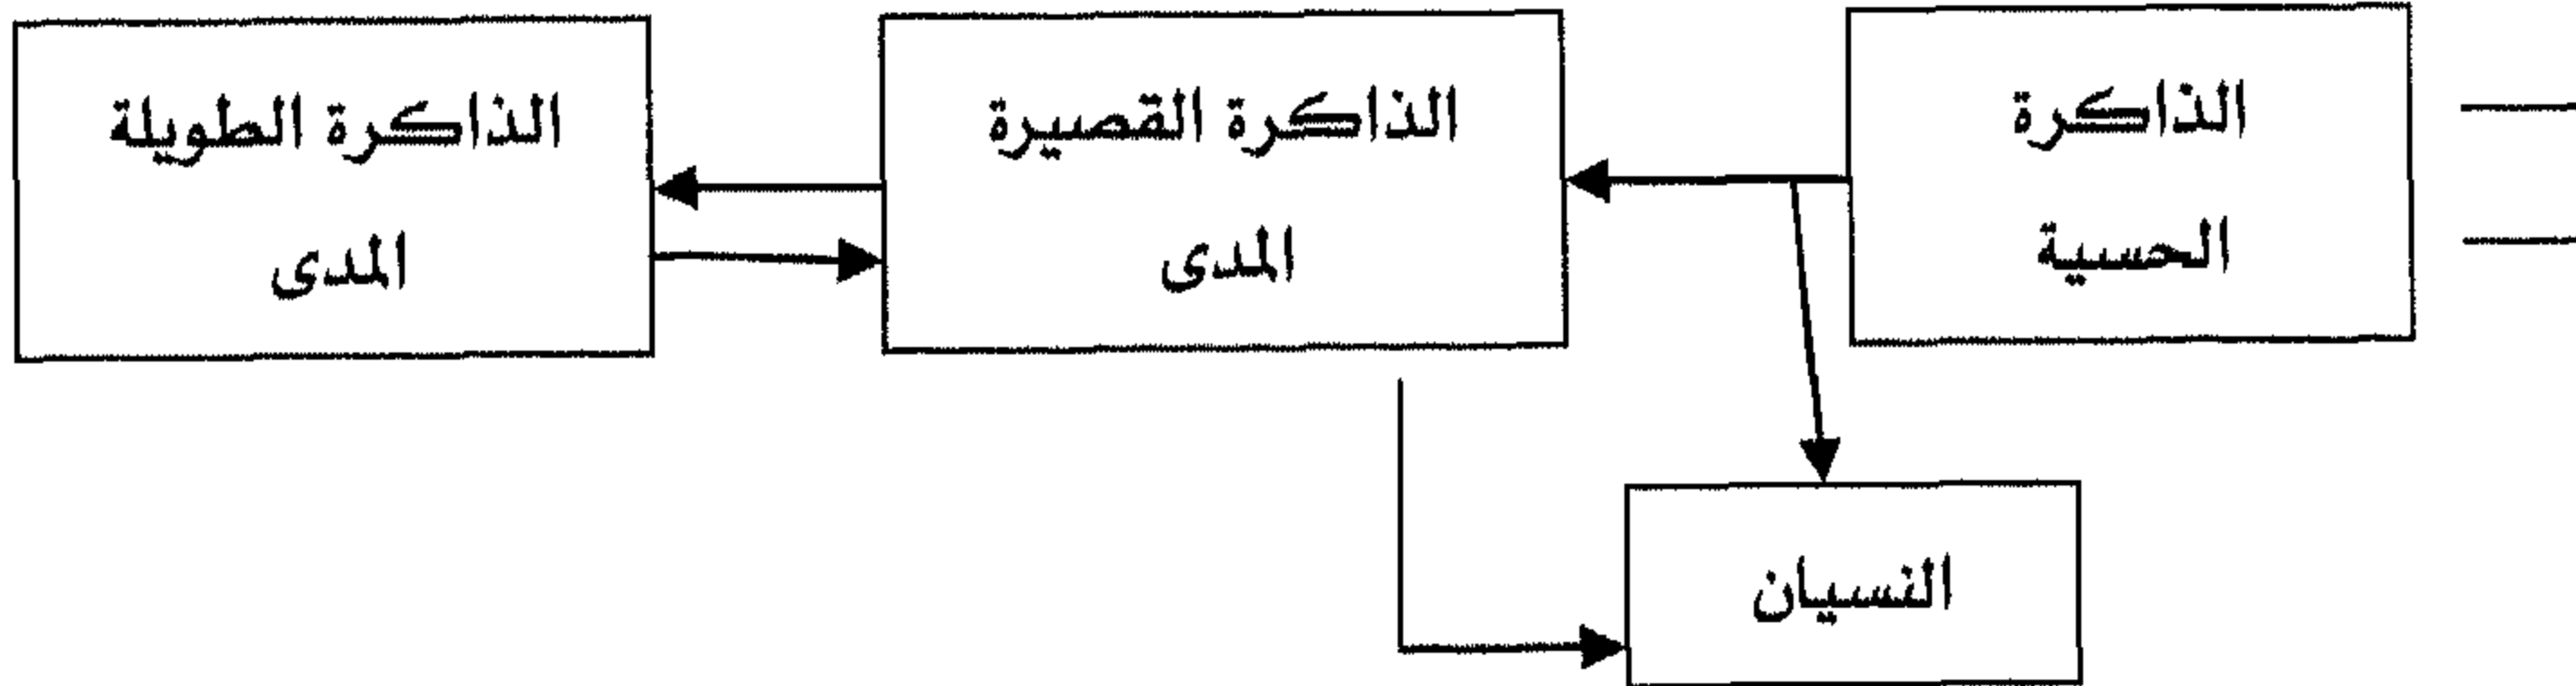 الذاكرة
الحسية
الذاكرة القصيرة
المدى
الذاكرة الطويلة
المدى
النسيان